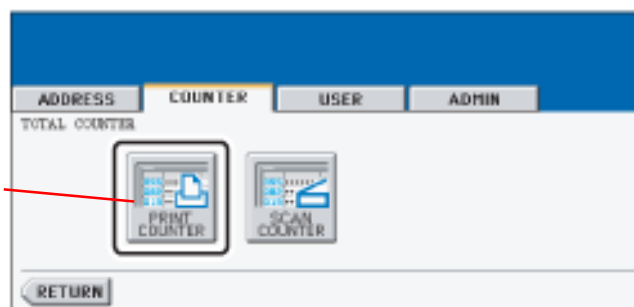 ADDRESS COUNTER USER ADMIN
TOTAL COUNTER
PRINT COUNTER
SCAN COUNTER
RETURN